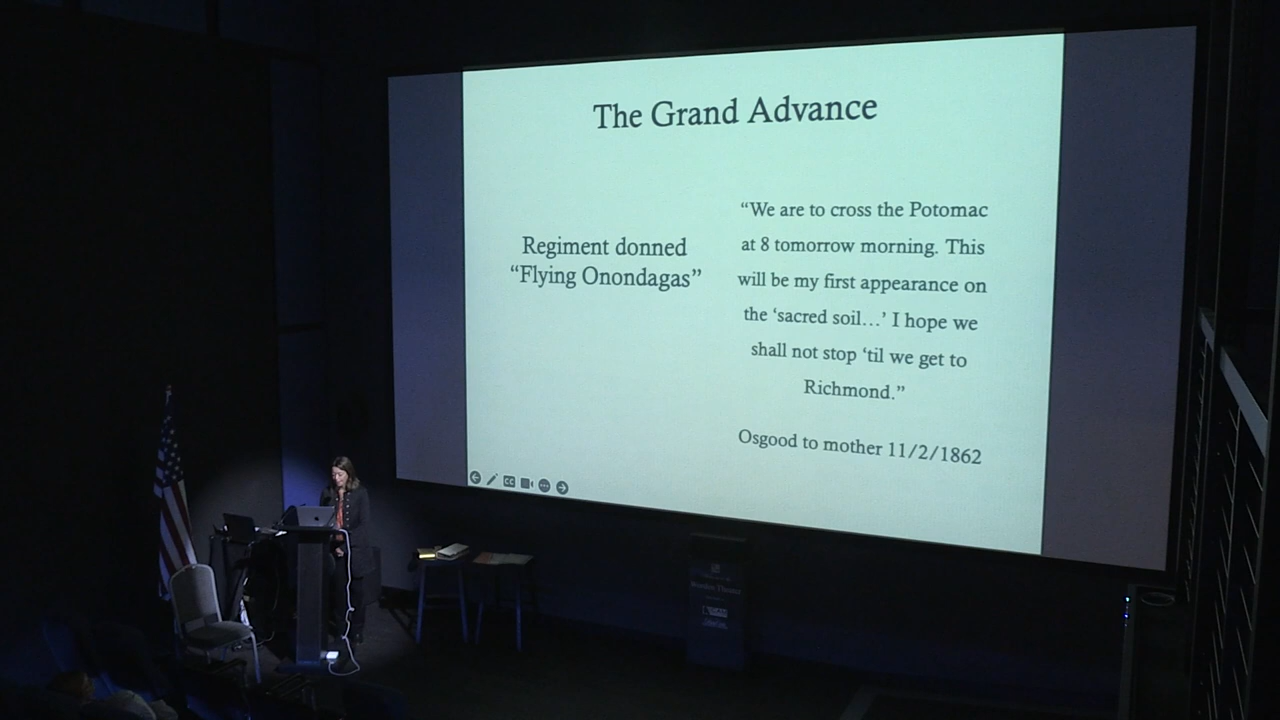 The Grand Advance
Regiment donned
“Flying Onondagas”
“We are to cross the Potomac
at 8 tomorrow morning. This
will be my first appearance on
the ‘sacred soil…’ I hope we
shall not stop ‘til we get to
Richmond.”
Osgood to mother 11/2/1862
CC
Theater